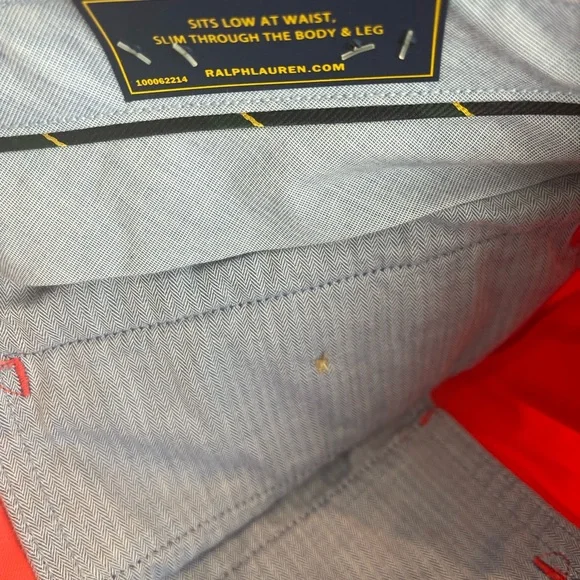 SITS LOW AT WAIST,
SLIM THROUGH THE BODY & LEG
100062214
RALPHLAUREN.COM